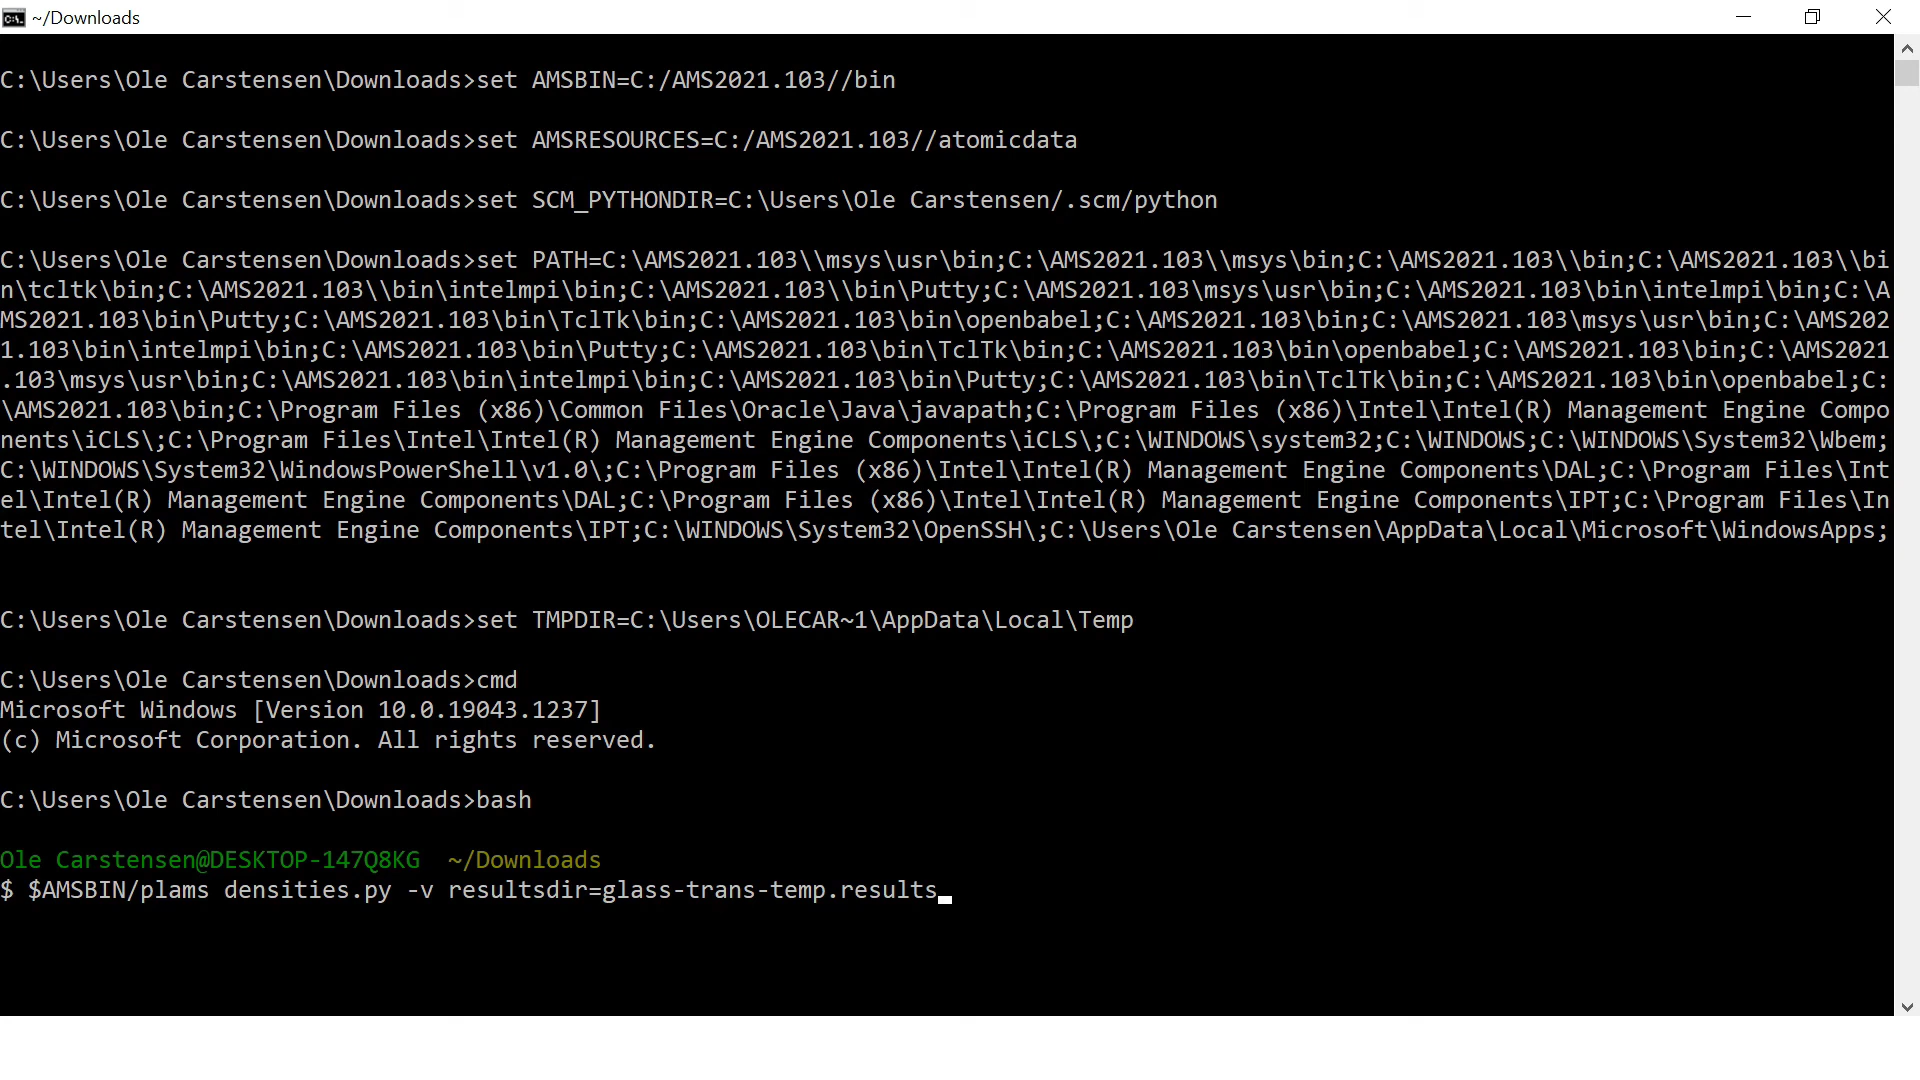 ~/Downloads
C:\Users\Ole Carstensen\Downloads>set AMSBIN=C:/AMS2021.103//bin
C:\Users\Ole Carstensen\Downloads>set AMSRESOURCES=C:/AMS2021.103//atomicdata
C:\Users\Ole Carstensen\Downloads>set SCM_PYTHONDIR=C:\Users\Ole Carstensen/.scm/python
C:\Users\Ole Carstensen\Downloads>set PATH=C:\AMS2021.103\\msys\usr\bin;C:\AMS2021.103\\msys\bin;C:\AMS2021.103\\bin;C:\AMS2021.103\\bi
n\tcltk\bin;C:\AMS2021.103\\bin\intelmpi\bin;C:\AMS2021.103\\bin\Putty;C:\AMS2021.103\msys\usr\bin;C:\AMS2021.103\bin\intelmpi\bin;C:\A
MS2021.103\bin\Putty;C:\AMS2021.103\bin\TclTk\bin;C:\AMS2021.103\bin\openbabel;C:\AMS2021.103\bin;C:\AMS2021.103\msys\usr\bin;C:\AMS202
1.103\bin\intelmpi\bin;C:\AMS2021.103\bin\Putty;C:\AMS2021.103\bin\TclTk\bin;C:\AMS2021.103\bin\openbabel;C:\AMS2021.103\bin;C:\AMS2021
.103\msys\usr\bin;C:\AMS2021.103\bin\intelmpi\bin;C:\AMS2021.103\bin\Putty;C:\AMS2021.103\bin\TclTk\bin;C:\AMS2021.103\bin\openbabel;C:
\AMS2021.103\bin;C:\Program Files (x86)\Common Files\Oracle\Java\javapath;C:\Program Files (x86)\Intel\Intel(R) Management Engine Compo
nents\iCLS\;C:\Program Files\Intel\Intel(R) Management Engine Components\iCLS\;C:\WINDOWS\system32;C:\WINDOWS;C:\WINDOWS\System32\Wbem;
C:\WINDOWS\System32\WindowsPowerShell\v1.0\;C:\Program Files (x86)\Intel\Intel(R) Management Engine Components\DAL;C:\Program Files\Int
el\Intel(R) Management Engine Components\DAL;C:\Program Files (x86)\Intel\Intel(R) Management Engine Components\IPT;C:\Program Files\In
tel\Intel(R) Management Engine Components\IPT;C:\WINDOWS\System32\OpenSSH\;C:\Users\Ole Carstensen\AppData\Local\Microsoft\WindowsApps;
C:\Users\Ole Carstensen\Downloads>set TMPDIR=C:\Users\OLECAR~1\AppData\Local\Temp
C:\Users\Ole Carstensen\Downloads>cmd
Microsoft Windows [Version 10.0.19043.1237]
(c) Microsoft Corporation. All rights reserved.
C:\Users\Ole Carstensen\Downloads>bash
Ole Carstensen@DESKTOP-147Q8KG  ~/Downloads
$ $AMSBIN/plams densities.py -v resultsdir=glass-trans-temp.results